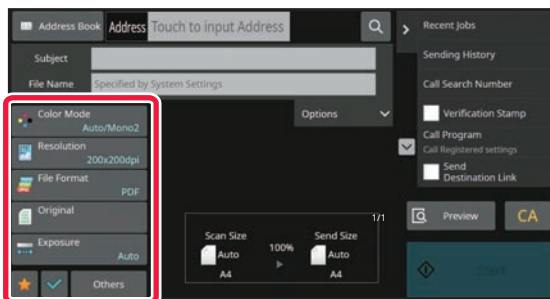 Address Book
Address
Touch to input Address
Subject
File Name
Specified by System Settings
Color Mode
Auto/Mono2
Resolution
200x200dpi
File Format
PDF
Original
Exposure
Auto
Others
Options
1/1
Scan Size
Auto
A4
100%
Send Size
Auto
A4
Recent Jobs
Sending History
Call Search Number
Verification Stamp
Call Program
Call Registered settings
Send
Destination Link
Preview
CA
Start